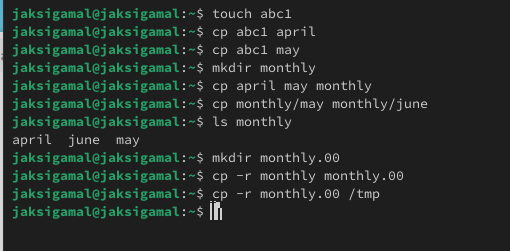 jaksigamal@jaksigamal:~$ touch abc1
jaksigamal@jaksigamal:~$ cp abc1 april
jaksigamal@jaksigamal:~$ cp abc1 may
jaksigamal@jaksigamal:~$ mkdir monthly
jaksigamal@jaksigamal:~$ cp april may monthly
jaksigamal@jaksigamal:~$ cp monthly/may monthly/june
jaksigamal@jaksigamal:~$ ls monthly
april  june  may
jaksigamal@jaksigamal:~$ mkdir monthly.00
jaksigamal@jaksigamal:~$ cp -r monthly monthly.00
jaksigamal@jaksigamal:~$ cp -r monthly.00 /tmp
jaksigamal@jaksigamal:~$